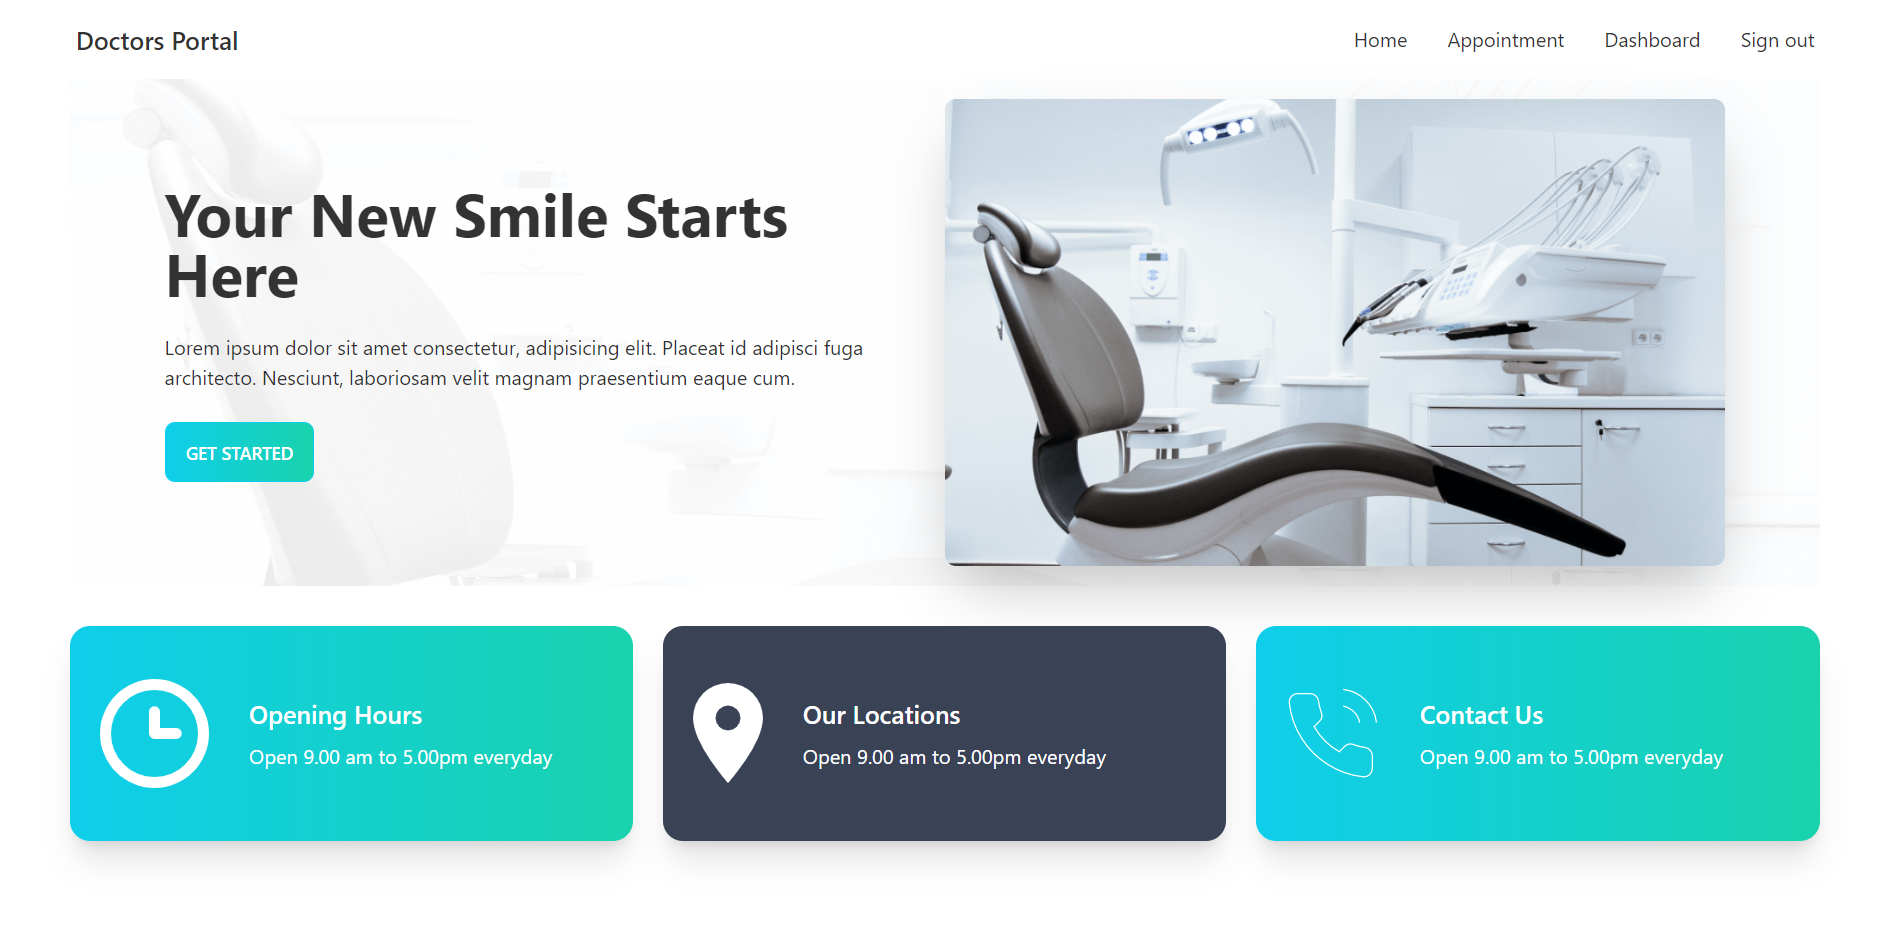 Doctors Portal
Home
Appointment
Dashboard
Sign out
Your New Smile Starts
Here
Lorem ipsum dolor sit amet consectetur, adipisicing elit. Placeat id adipisci fuga
architecto. Nesciunt, laboriosam velit magnam praesentium eaque cum.
GET STARTED
Opening Hours
Open 9.00 am to 5.00pm everyday
Our Locations
Open 9.00 am to 5.00pm everyday
Contact Us
Open 9.00 am to 5.00pm everyday